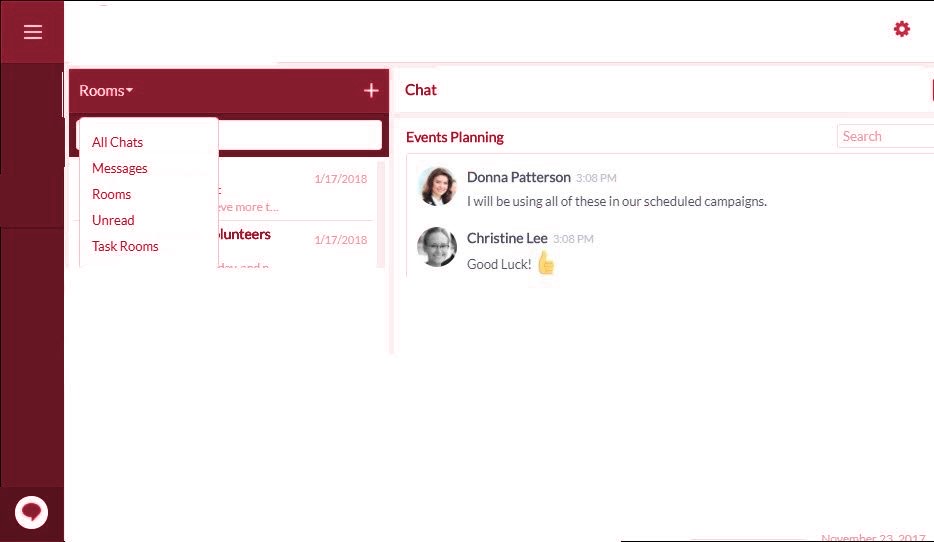 Rooms
Chat
All Chats
Messages
Rooms
Unread
Task Rooms
1/17/2018
eve more t...
lunteers
1/17/2018
Events Planning
Search
Donna Patterson 3:08 PM
I will be using all of these in our scheduled campaigns.
Christine Lee 3:08 PM
Good Luck!
November 23, 2017